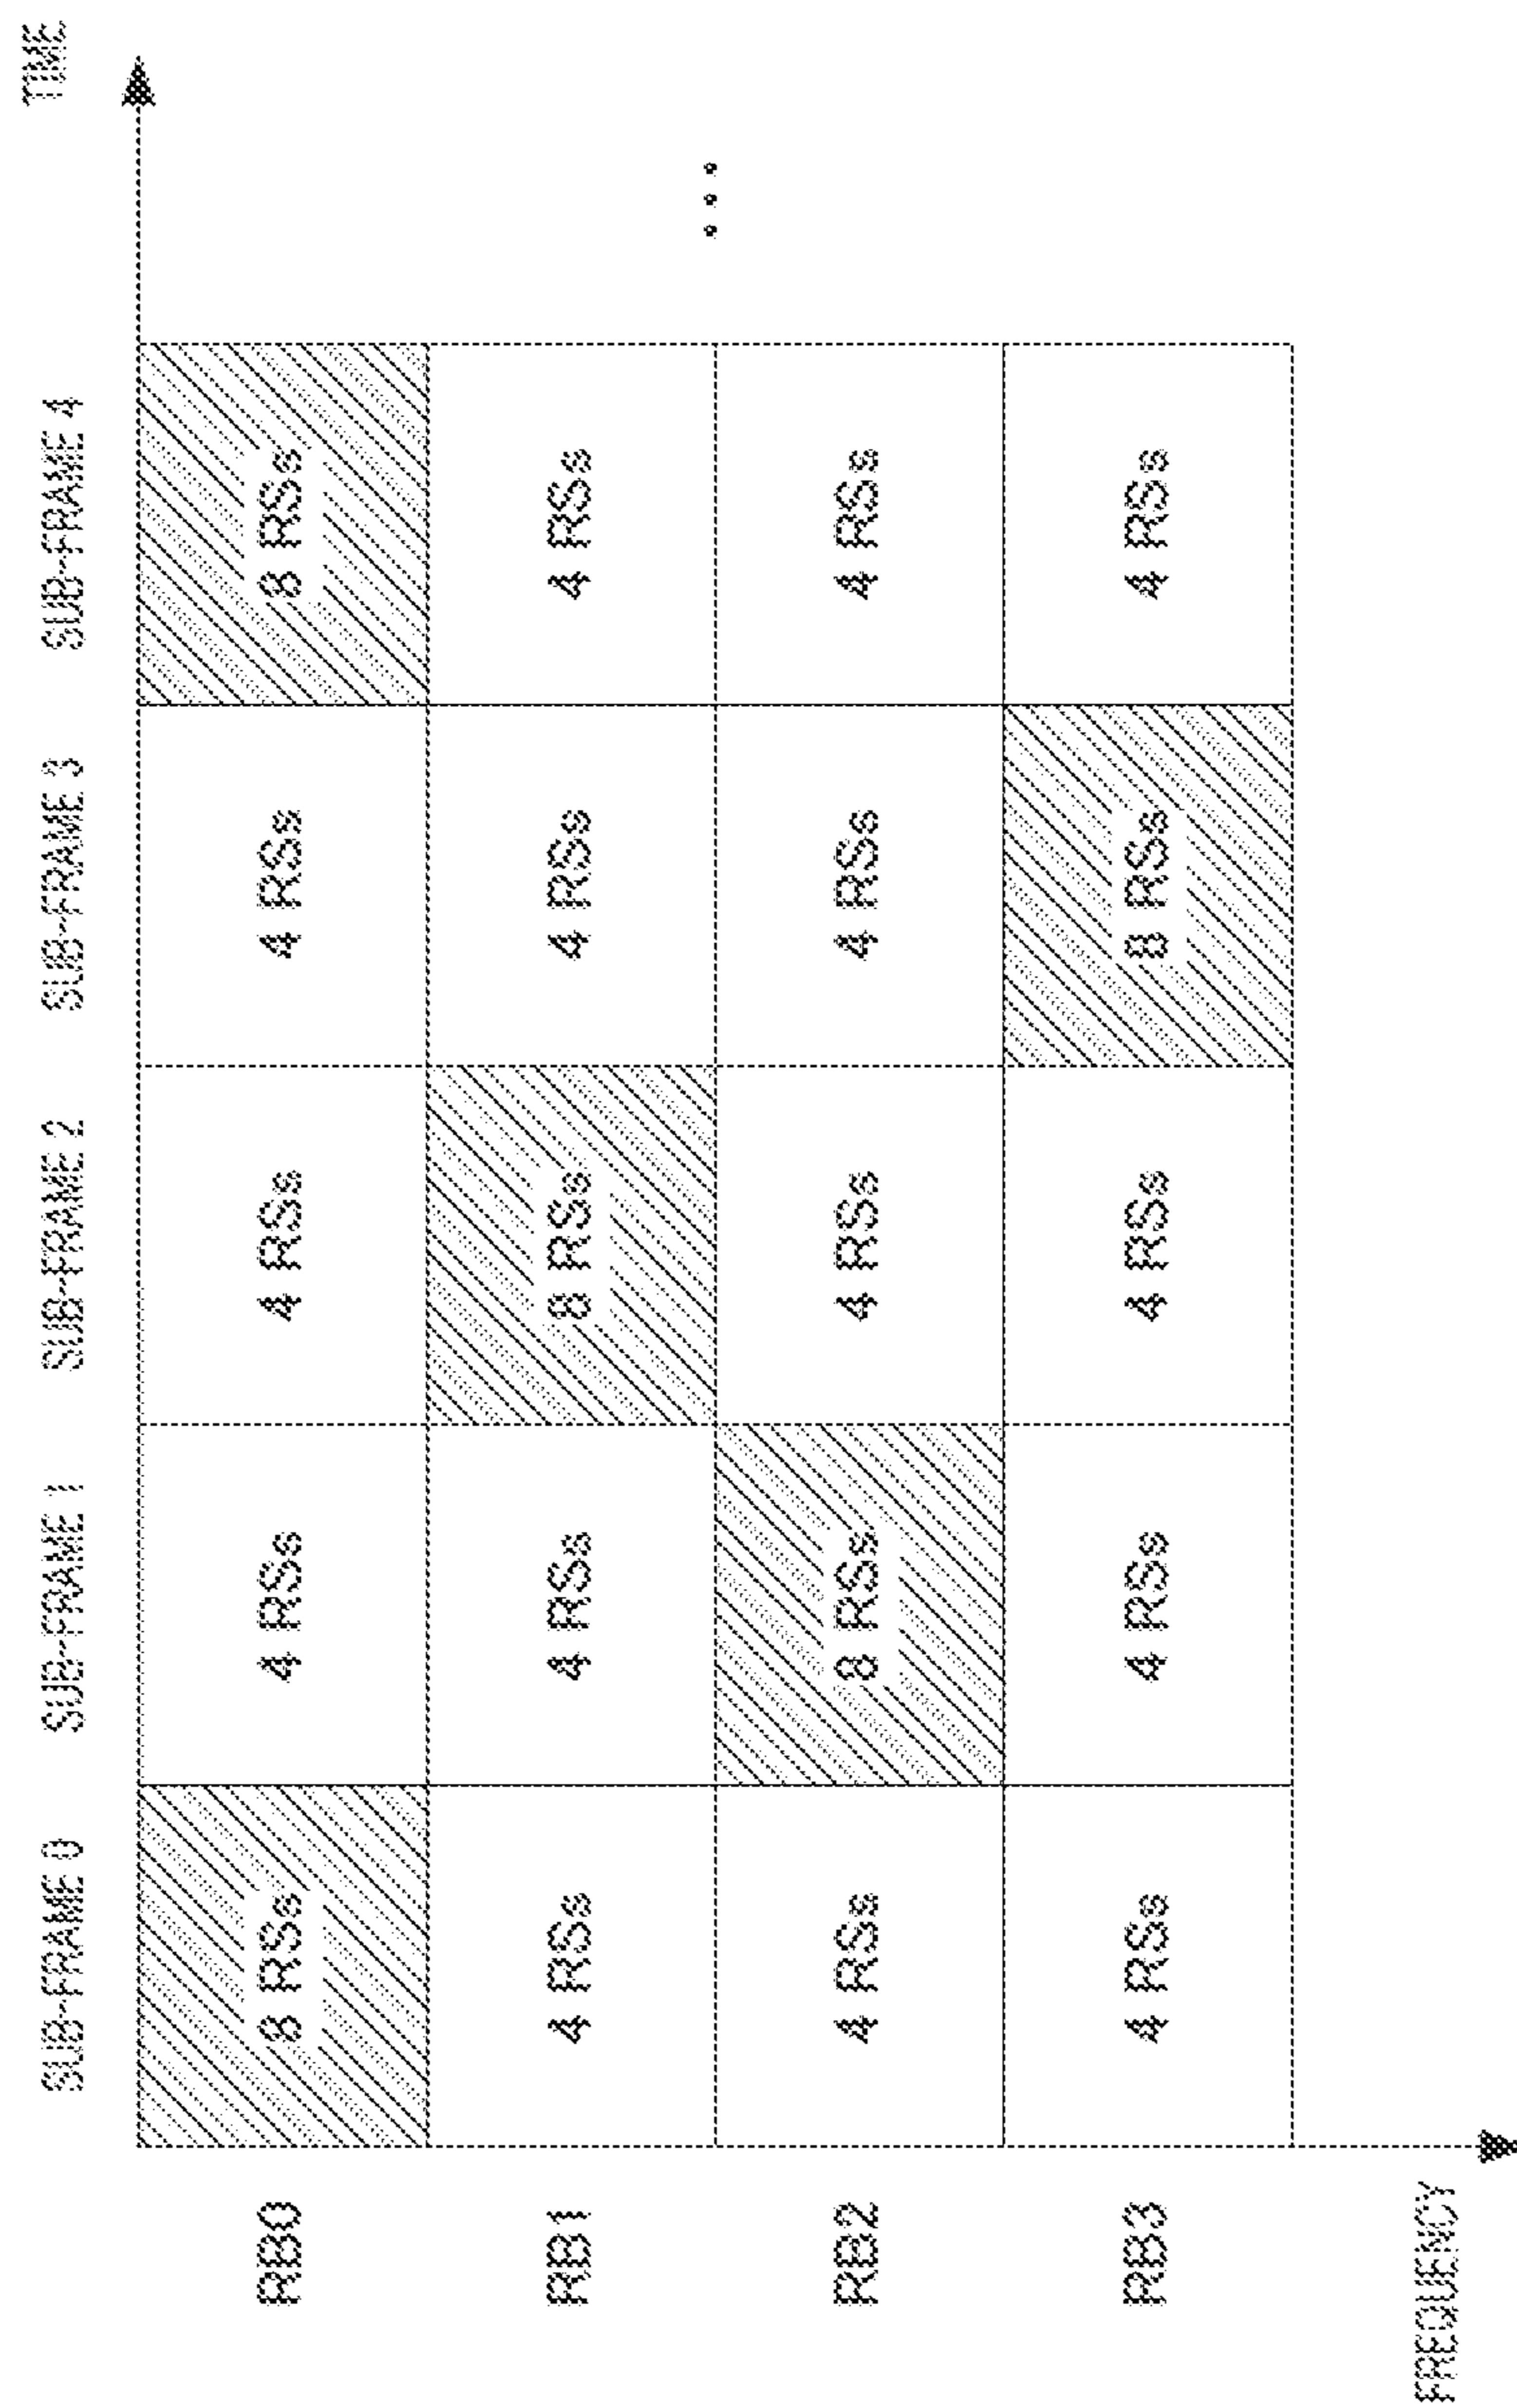 TIME
SUB-FRAME 0 SUB-FRAME 1 SUB-FRAME 2 SUB-FRAME 3 SUB-FRAME 4
RB0 8 RSs 4 RSs 4 RSs 4 RSs 8 RSs
RB1 4 RSs 4 RSs 8 RSs 4 RSs 4 RSs
...
RB2 4 RSs 8 RSs 4 RSs 4 RSs 4 RSs
RB3 4 RSs 4 RSs 4 RSs 8 RSs 4 RSs
FREQUENCY